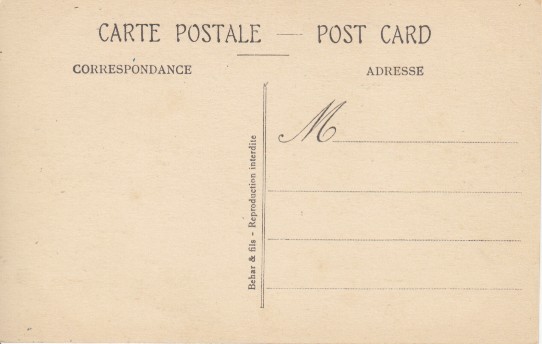 CARTE POSTALE — POST CARD
CORRESPONDANCE
ADRESSE
Behar & fils - Reproduction interdite
M